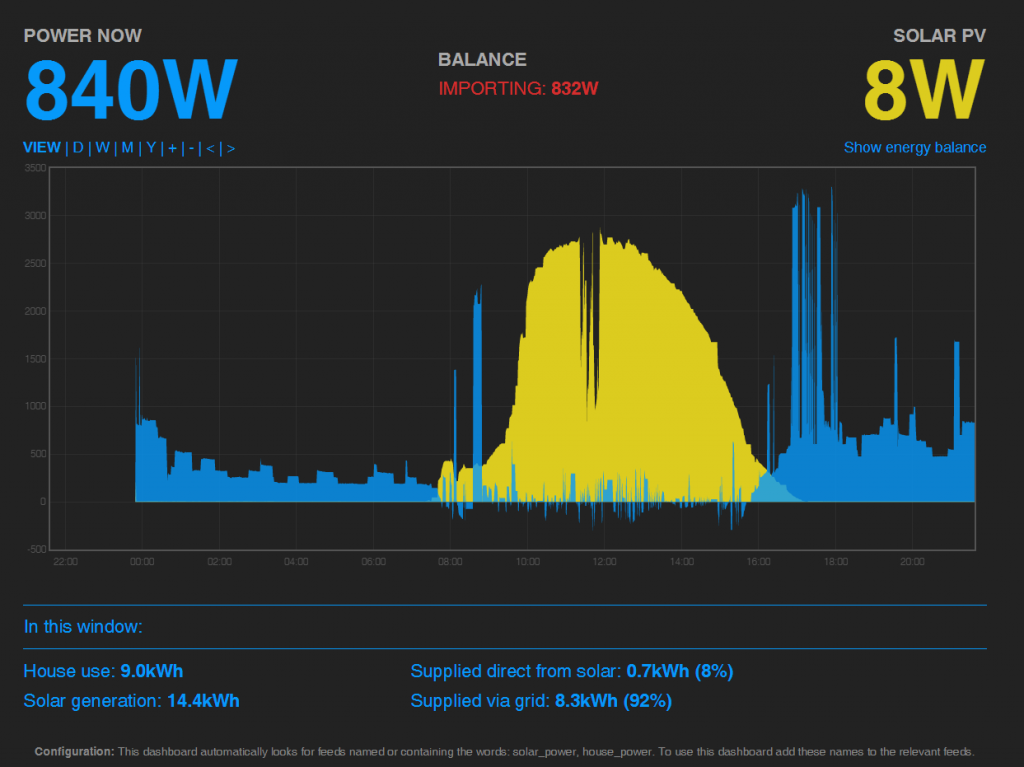 POWER NOW
840W
BALANCE
IMPORTING: 832W
SOLAR PV
8W
VIEW | D | W | M | Y | + | - | < | >
Show energy balance
3500
3000
2500
2000
1500
1000
500
0
-500
22:00 00:00 02:00 04:00 06:00 08:00 10:00 12:00 14:00 16:00 18:00 20:00
In this window:
House use: 9.0kWh
Supplied direct from solar: 0.7kWh (8%)
Solar generation: 14.4kWh
Supplied via grid: 8.3kWh (92%)
Configuration: This dashboard automatically looks for feeds named or containing the words: solar_power, house_power. To use this dashboard add these names to the relevant feeds.